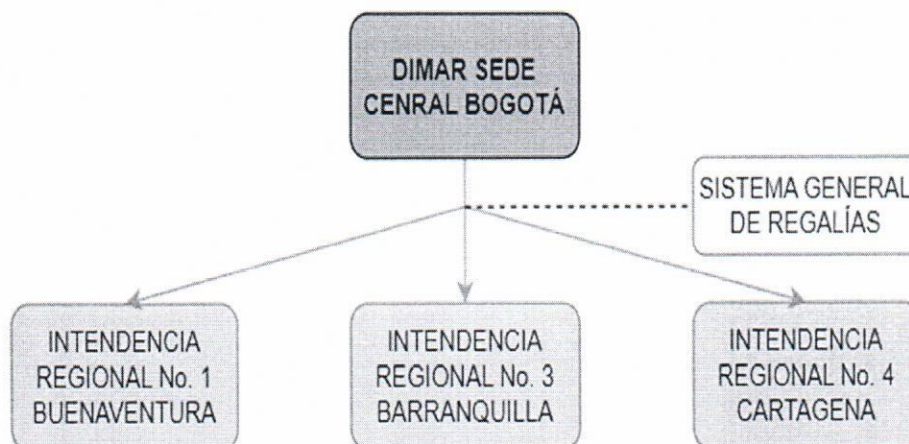 DIMAR SEDE
CENRAL BOGOTÁ
SISTEMA GENERAL
DE REGALÍAS
INTENDENCIA
REGIONAL No. 1
BUENAVENTURA
INTENDENCIA
REGIONAL No. 3
BARRANQUILLA
INTENDENCIA
REGIONAL No. 4
CARTAGENA